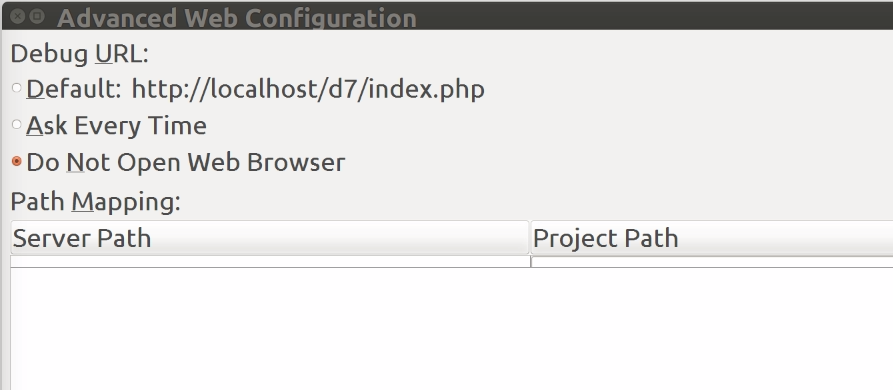 Advanced Web Configuration
Debug URL:
Default: http://localhost/d7/index.php
Ask Every Time
Do Not Open Web Browser
Path Mapping:
Server Path Project Path